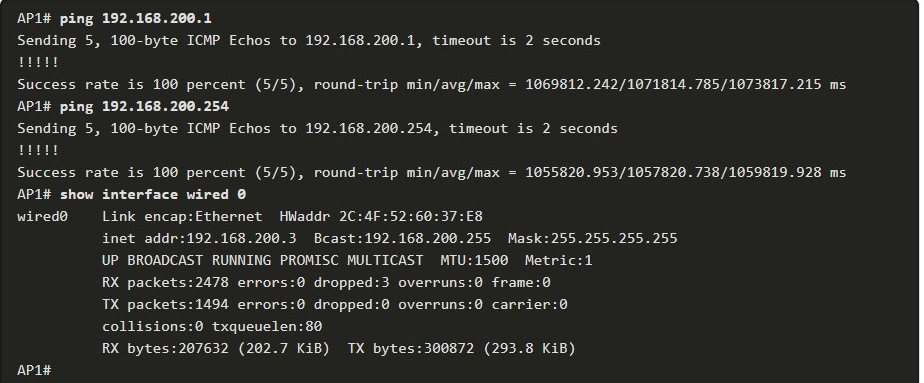 AP1# ping 192.168.200.1
Sending 5, 100-byte ICMP Echos to 192.168.200.1, timeout is 2 seconds
!!!!!
Success rate is 100 percent (5/5), round-trip min/avg/max = 1069812.242/1071814.785/1073817.215 ms
AP1# ping 192.168.200.254
Sending 5, 100-byte ICMP Echos to 192.168.200.254, timeout is 2 seconds
!!!!!
Success rate is 100 percent (5/5), round-trip min/avg/max = 1055820.953/1057820.738/1059819.928 ms
AP1# show interface wired 0
wired0    Link encap:Ethernet  HWaddr 2C:4F:52:60:37:E8
          inet addr:192.168.200.3  Bcast:192.168.200.255  Mask:255.255.255.255
          UP BROADCAST RUNNING PROMISC MULTICAST  MTU:1500  Metric:1
          RX packets:2478 errors:0 dropped:3 overruns:0 frame:0
          TX packets:1494 errors:0 dropped:0 overruns:0 carrier:0
          collisions:0 txqueuelen:80
          RX bytes:207632 (202.7 KiB)  TX bytes:300872 (293.8 KiB)
AP1#